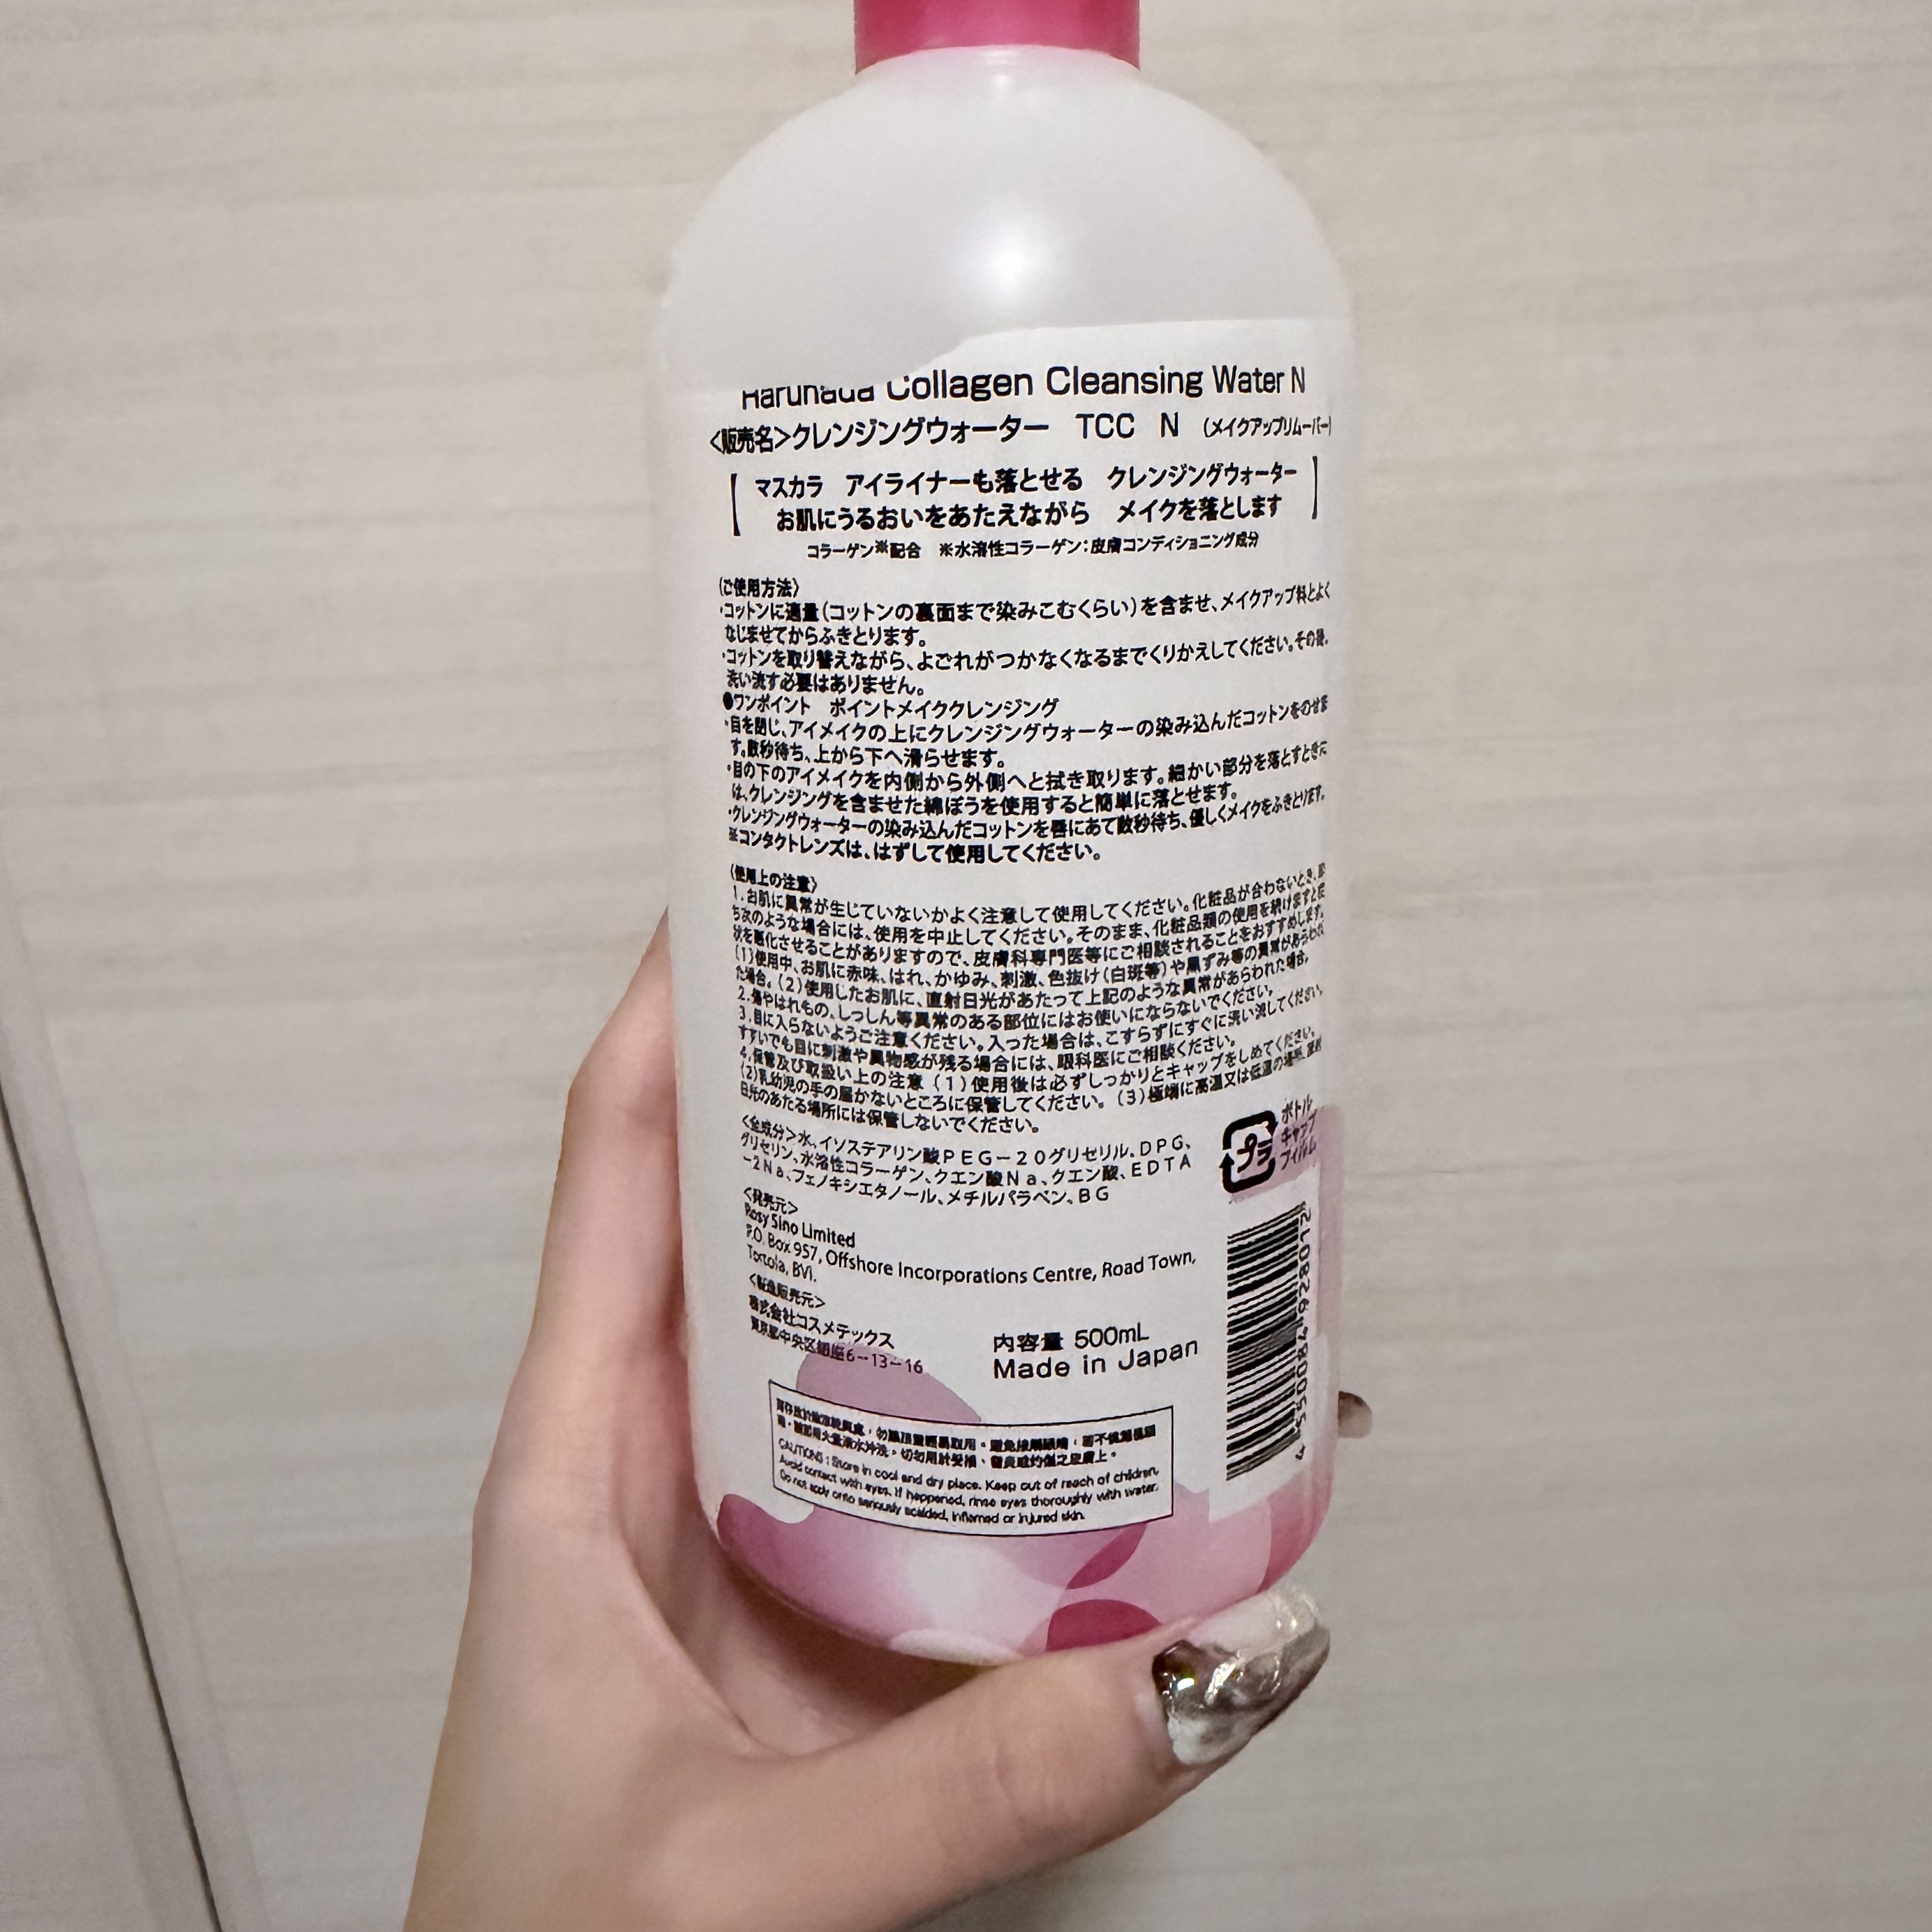 Haruhada Collagen Cleansing Water N
<販売名>クレンジングウォーター TCC N (メイクアップリムーバー)
マスカラ アイライナーも落とせる クレンジングウォーター
お肌にうるおいをあたえながら メイクを落とします
コラーゲン※配合 ※水溶性コラーゲン:皮膚コンディショニング成分
〈ご使用方法〉
・コットンに適量(コットンの裏面まで染みこむくらい)を含ませ、メイクアップ料とよく
なじませてからふきとります。
・コットンを取り替えながら、よごれがつかなくなるまでくりかえしてください。その後、
洗い流す必要はありません。
●ワンポイント ポイントメイククレンジング
・目を閉じ、アイメイクの上にクレンジングウォーターの染み込んだコットンをのせま
す。数秒待ち、上から下へ滑らせます。
・目の下のアイメイクを内側から外側へと拭き取ります。細かい部分を落とすときに
は、クレンジングを含ませた綿ぼうを使用すると簡単に落とせます。
・クレンジングウォーターの染み込んだコットンを唇にあて数秒待ち、優しくメイクをふきとります。
※コンタクトレンズは、はずして使用してください。
〈使用上の注意〉
1.お肌に異常が生じていないかよく注意して使用してください。化粧品が合わないとき、即
ち次のような場合には、使用を中止してください。そのまま、化粧品類の使用を続けますと症
状を悪化させることがありますので、皮膚科専門医等にご相談されることをおすすめします。
(1)使用中、お肌に赤味、はれ、かゆみ、刺激、色抜け(白斑等)や黒ずみ等の異常があらわれ
た場合。(2)使用したお肌に、直射日光があたって上記のような異常があらわれた場合。
2.傷やはれもの、しっしん等異常のある部位にはお使いにならないでください。
3.目に入らないようご注意ください。入った場合は、こすらずにすぐに洗い流してください。
すすいでも目に刺激や異物感が残る場合には、眼科医にご相談ください。
4.保管及び取扱い上の注意 (1)使用後は必ずしっかりとキャップをしめてください。
(2)乳幼児の手の届かないところに保管してください。(3)極端に高温又は低温の場所、直射
日光のあたる場所には保管しないでください。
<全成分>水、イソステアリン酸PEG-20グリセリル、DPG、
グリセリン、水溶性コラーゲン、クエン酸Na、クエン酸、EDTA
-2Na、フェノキシエタノール、メチルパラベン、BG
プラ
ボトル
キャップ
フィルム
<発売元>
Rosy Sino Limited
P.O. Box 957, Offshore Incorporations Centre, Road Town,
Tortola, BVI.
<製造販売元>
株式会社コスメテックス
東京都中央区銀座6-13-16
内容量 500mL
Made in Japan
CAUTIONS : Store in cool and dry place. Keep out of reach of children.
Avoid contact with eyes. If happened, rinse eyes thoroughly with water.
Do not apply onto seriously scalded, inflamed or injured skin.